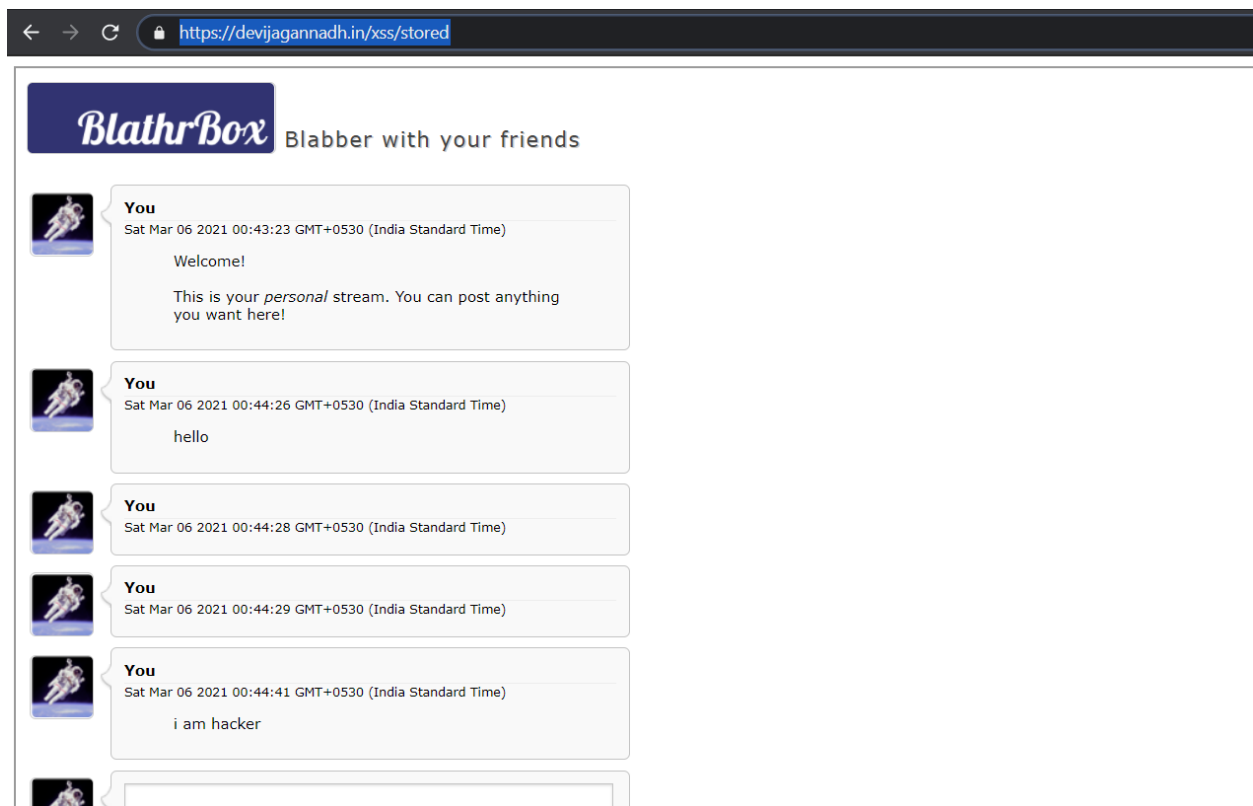 https://devijagannadh.in/xss/stored
BlathrBox Blabber with your friends
You
Sat Mar 06 2021 00:43:23 GMT+0530 (India Standard Time)
Welcome!
This is your personal stream. You can post anything
you want here!
You
Sat Mar 06 2021 00:44:26 GMT+0530 (India Standard Time)
hello
You
Sat Mar 06 2021 00:44:28 GMT+0530 (India Standard Time)
You
Sat Mar 06 2021 00:44:29 GMT+0530 (India Standard Time)
You
Sat Mar 06 2021 00:44:41 GMT+0530 (India Standard Time)
i am hacker